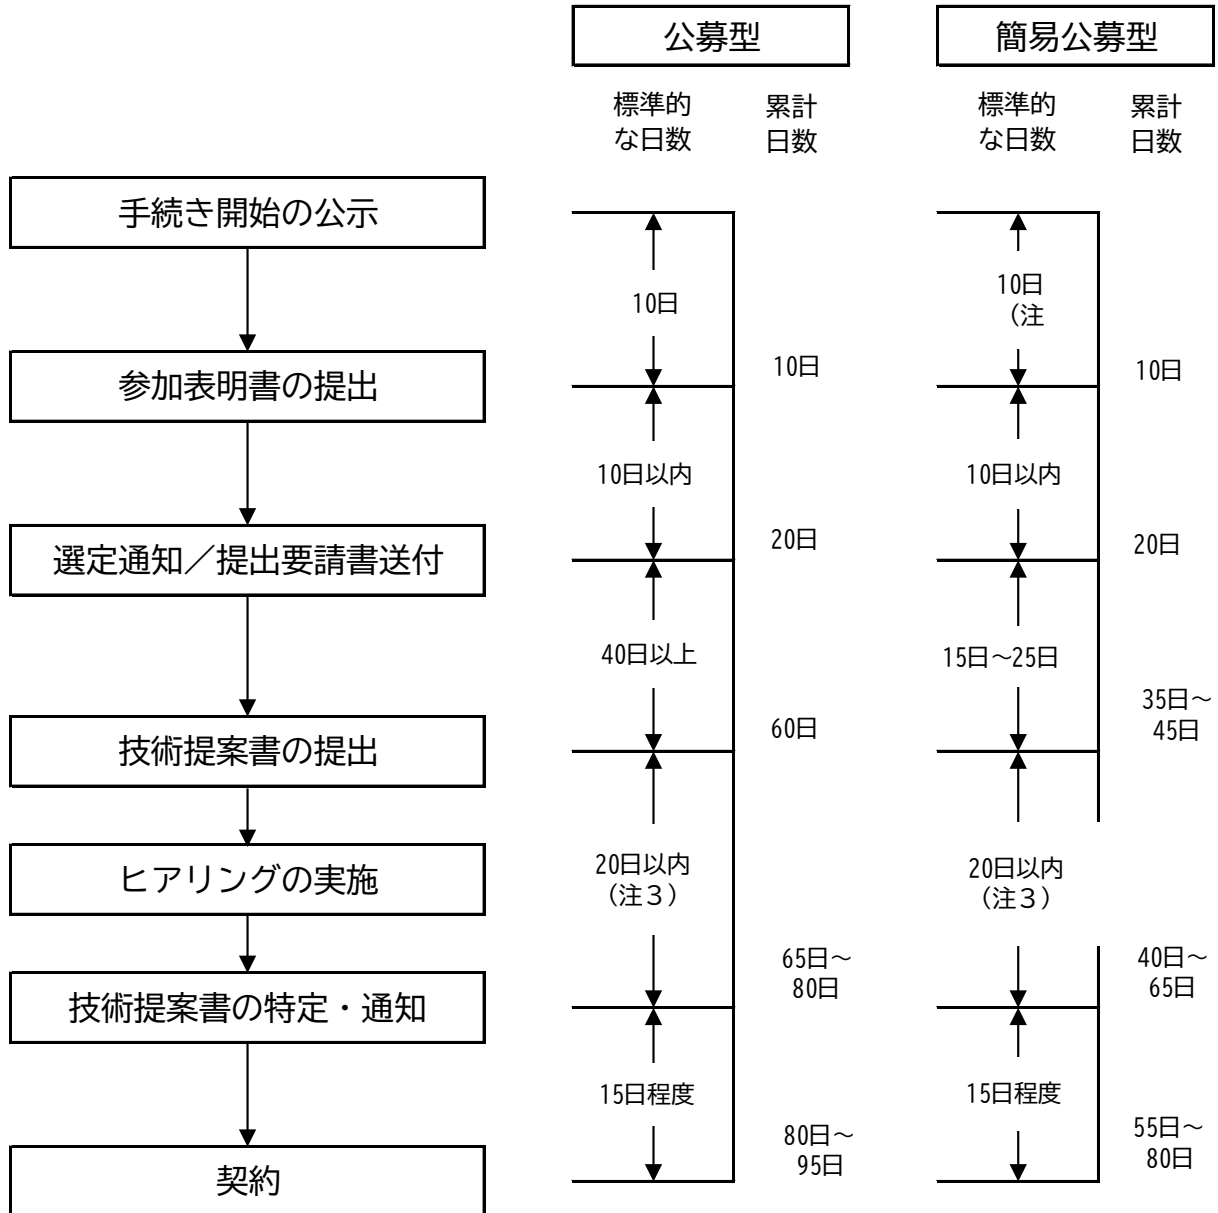 公募型
簡易公募型
標準的
な日数
累計
日数
標準的
な日数
累計
日数
手続き開始の公示
10日
10日
（注
参加表明書の提出
10日
10日
10日以内
10日以内
選定通知／提出要請書送付
20日
20日
40日以上
15日～25日
技術提案書の提出
60日
35日～
45日
ヒアリングの実施
20日以内
（注３）
20日以内
（注３）
技術提案書の特定・通知
65日～
80日
40日～
65日
15日程度
15日程度
契約
80日～
95日
55日～
80日